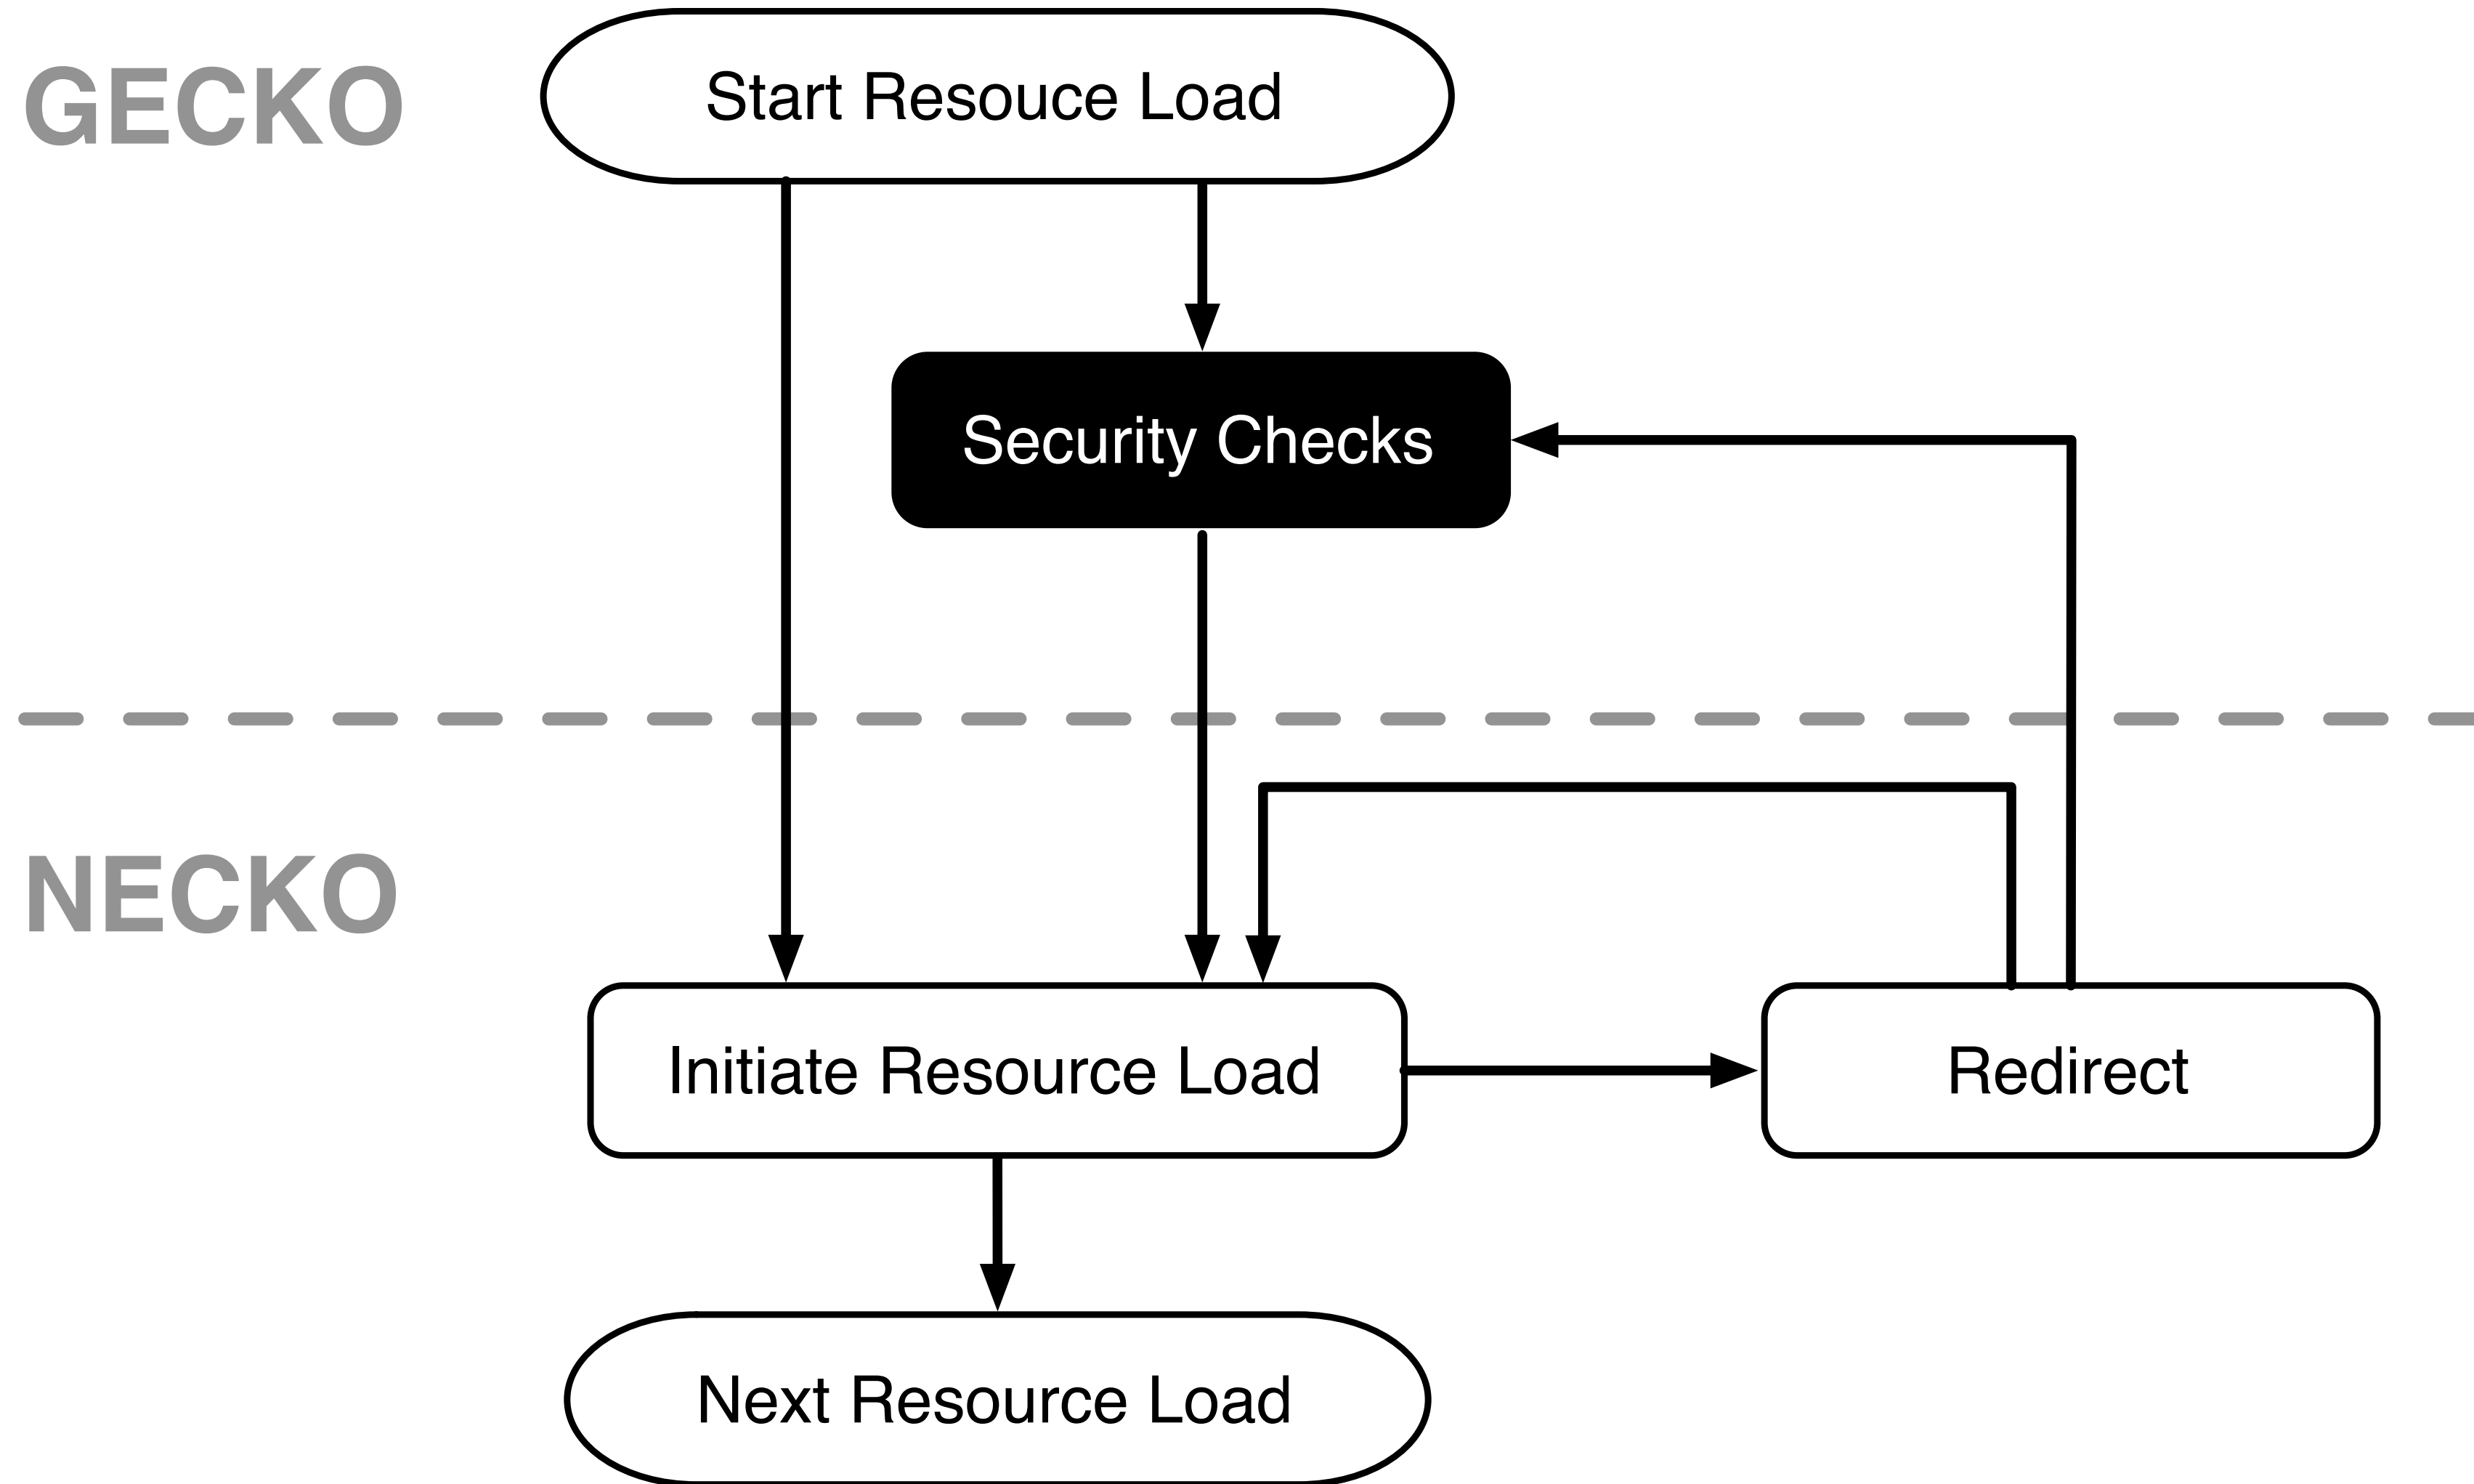 GECKO
Start Resouce Load
Security Checks
NECKO
Initiate Resource Load
Redirect
Next Resource Load